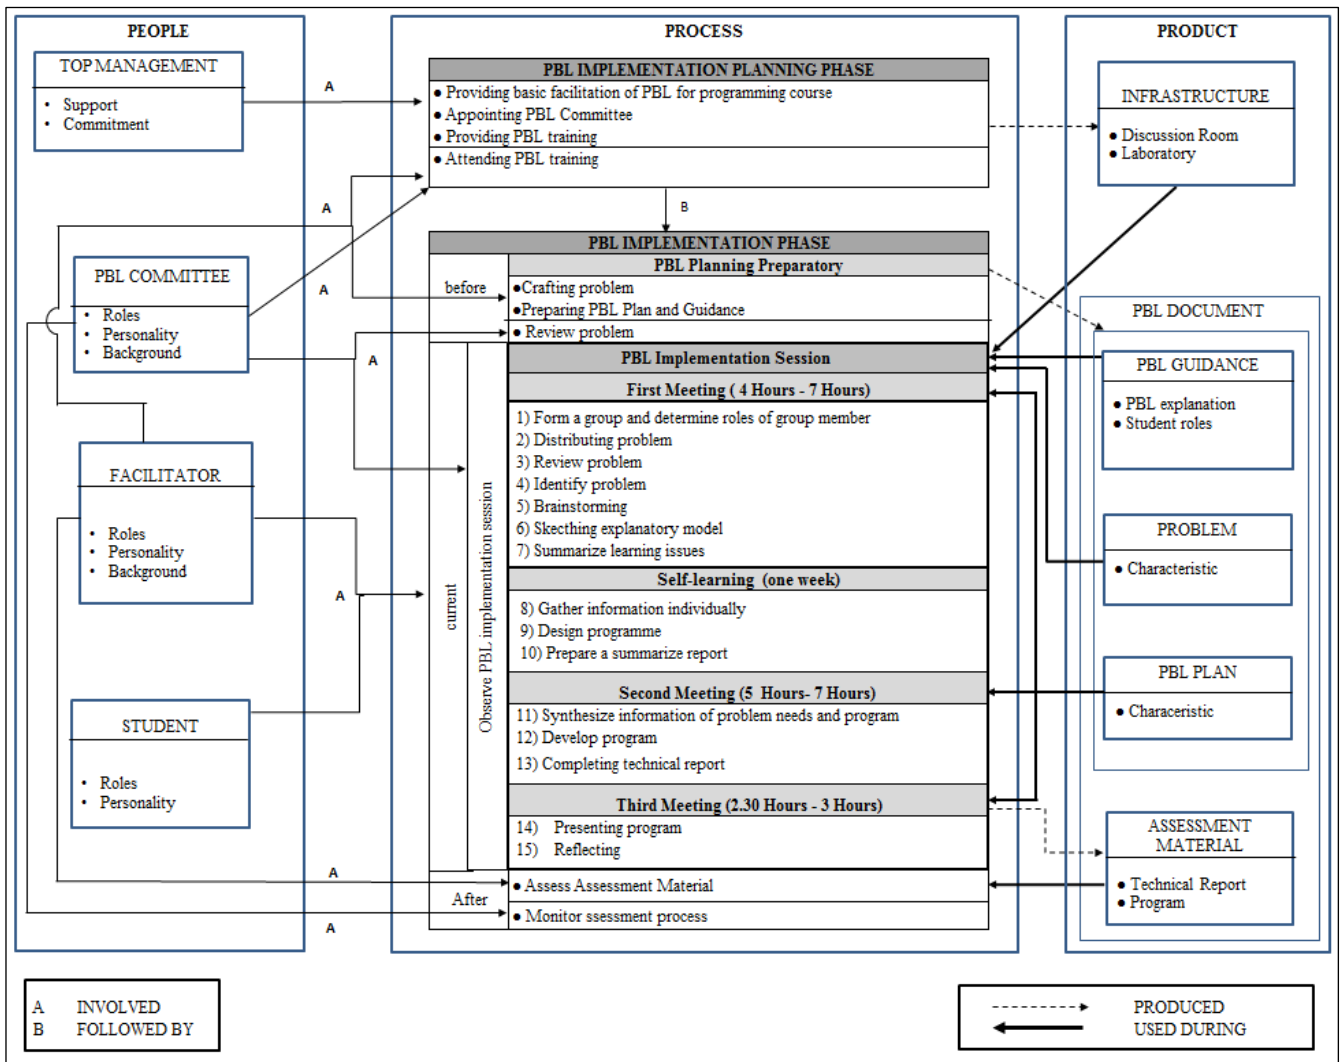 PEOPLE
TOP MANAGEMENT
• Support
• Commitment
PBL COMMITTEE
• Roles
• Personality
• Background
FACILITATOR
• Roles
• Personality
• Background
STUDENT
• Roles
• Personality
A
A
A
A
A
A
A
PROCESS
PBL IMPLEMENTATION PLANNING PHASE
● Providing basic facilitation of PBL for programming course
● Appointing PBL Committee
● Providing PBL training
● Attending PBL training
B
PBL IMPLEMENTATION PHASE
before
PBL Planning Preparatory
●Crafting problem
●Preparing PBL Plan and Guidance
● Review problem
current
Observe PBL implementation session
PBL Implementation Session
First Meeting ( 4 Hours - 7 Hours)
1) Form a group and determine roles of group member
2) Distributing problem
3) Review problem
4) Identify problem
5) Brainstorming
6) Skecthing explanatory model
7) Summarize learning issues
Self-learning (one week)
8) Gather information individually
9) Design programme
10) Prepare a summarize report
Second Meeting (5 Hours- 7 Hours)
11) Synthesize information of problem needs and program
12) Develop program
13) Completing technical report
Third Meeting (2.30 Hours - 3 Hours)
14) Presenting program
15) Reflecting
After
● Assess Assessment Material
● Monitor ssessment process
PRODUCT
INFRASTRUCTURE
● Discussion Room
● Laboratory
PBL DOCUMENT
PBL GUIDANCE
● PBL explanation
● Student roles
PROBLEM
● Characteristic
PBL PLAN
● Characeristic
ASSESSMENT
MATERIAL
● Technical Report
● Program
A INVOLVED
B FOLLOWED BY
PRODUCED
USED DURING